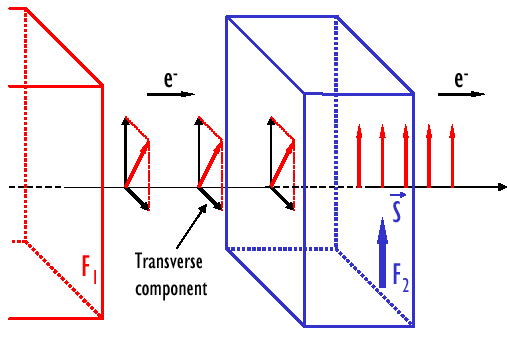 e-
e-
S
F1
F2
Transverse
component